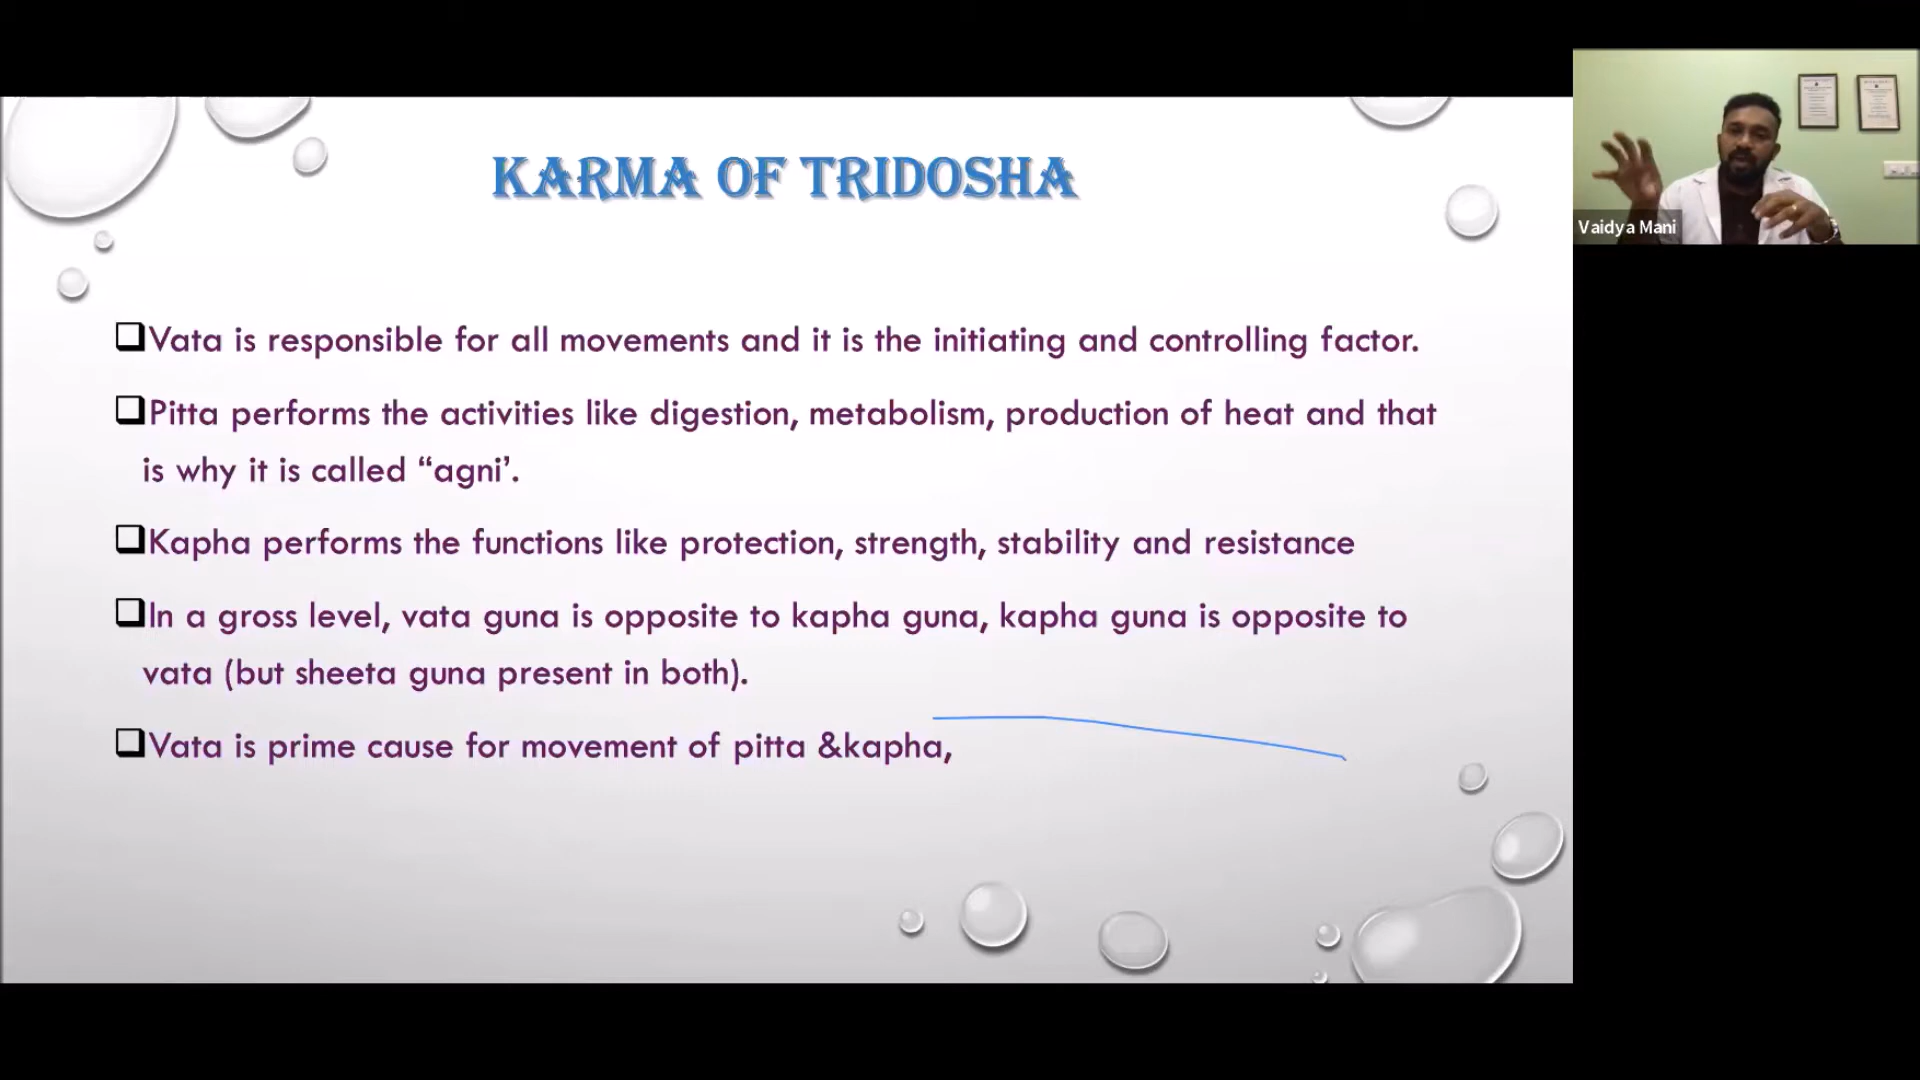 KARMA OF TRIDOSHA
Vata is responsible for all movements and it is the initiating and controlling factor.
Pitta performs the activities like digestion, metabolism, production of heat and that
is why it is called “agni’.
Kapha performs the functions like protection, strength, stability and resistance
In a gross level, vata guna is opposite to kapha guna, kapha guna is opposite to
vata (but sheeta guna present in both).
Vata is prime cause for movement of pitta &kapha,
Vaidya Mani